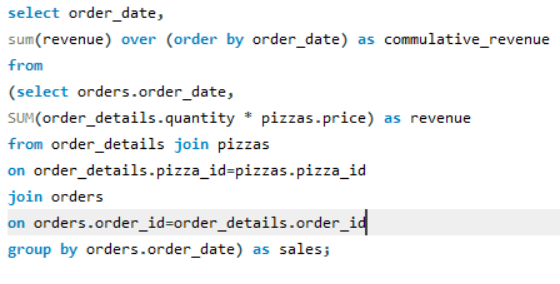 select order_date,
sum(revenue) over (order by order_date) as commulative_revenue
from
(select orders.order_date,
SUM(order_details.quantity * pizzas.price) as revenue
from order_details join pizzas
on order_details.pizza_id=pizzas.pizza_id
join orders
on orders.order_id=order_details.order_id
group by orders.order_date) as sales;